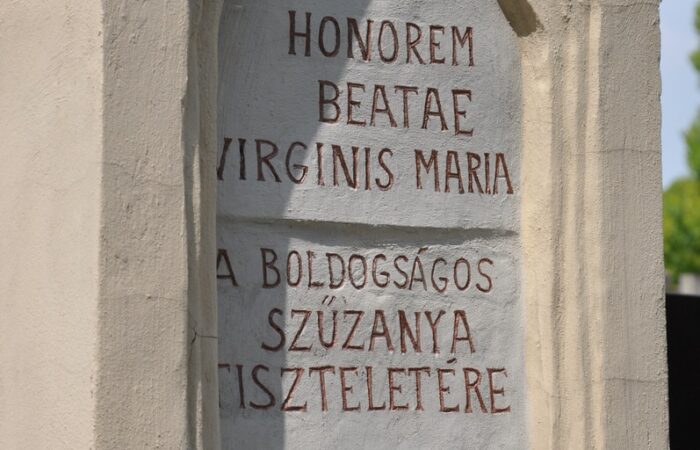 HONOREM
BEATAE
VIRGINIS MARIA
A BOLDOGSÁGOS
SZŰZANYA
TISZTELETÉRE